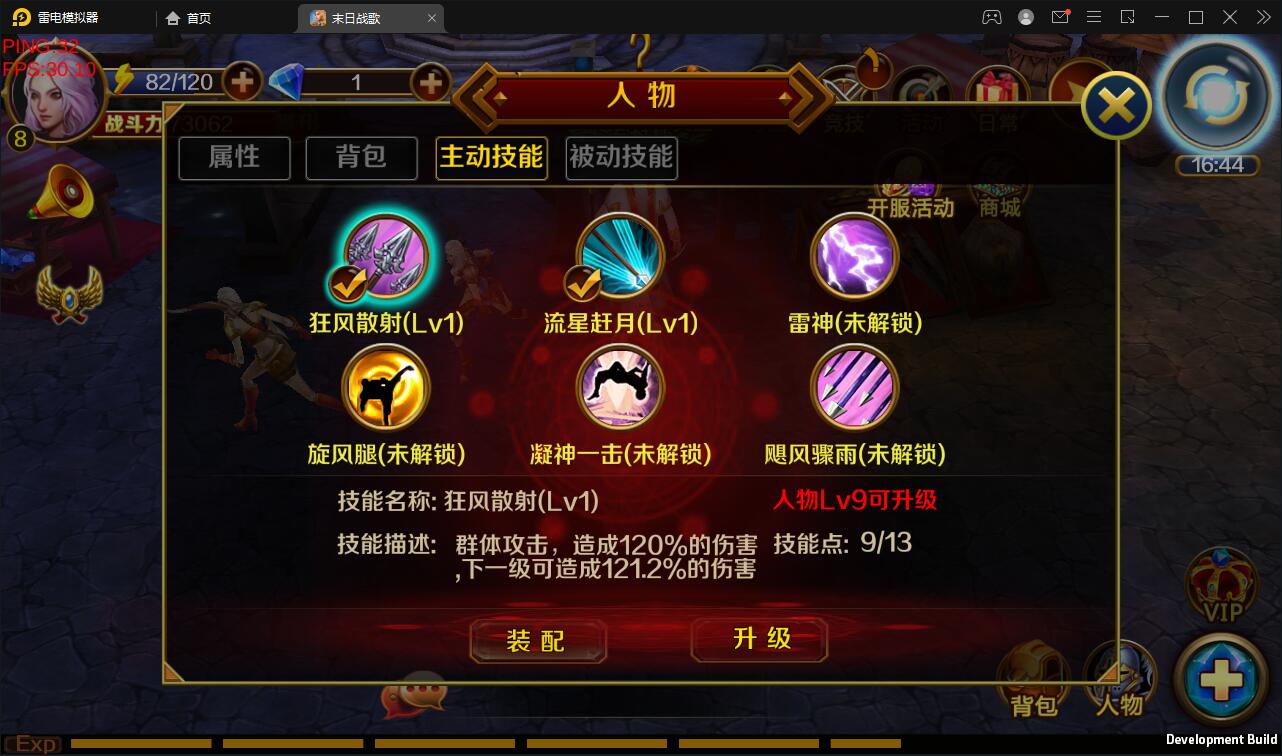 雷电模拟器
首页
末日战歌
PING:32
FPS:30.10
82/120
1
人物
8
战斗力
73062
竞技
活动
日常
16:44
属性
背包
主动技能
被动技能
开服活动
商城
狂风散射(Lv1)
流星赶月(Lv1)
雷神(未解锁)
旋风腿(未解锁)
凝神一击(未解锁)
飓风骤雨(未解锁)
技能名称: 狂风散射(Lv1)
人物Lv9可升级
技能描述: 群体攻击，造成120%的伤害
,下一级可造成121.2%的伤害
技能点: 9/13
装配
升级
VIP
背包
人物
Exp
Development Build